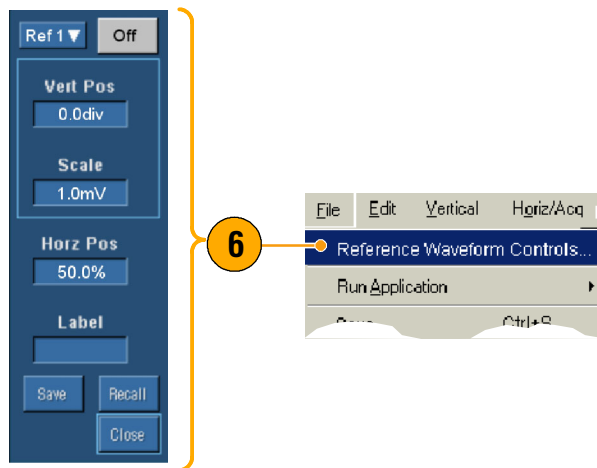 Ref 1 Off
Vert Pos
0.0div
Scale
1.0mV
Horz Pos
50.0%
Label
Save Recall
Close
6
File Edit Vertical Horiz/Acq
Reference Waveform Controls...
Run Application